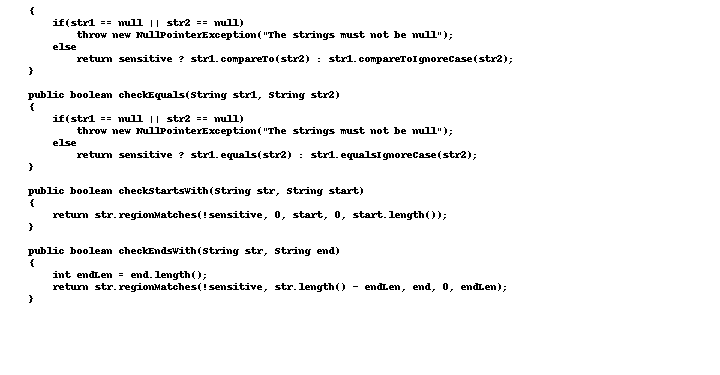 {
    if(str1 == null || str2 == null)
        throw new NullPointerException("The strings must not be null");
    else
        return sensitive ? str1.compareTo(str2) : str1.compareToIgnoreCase(str2);
}

public boolean checkEquals(String str1, String str2)
{
    if(str1 == null || str2 == null)
        throw new NullPointerException("The strings must not be null");
    else
        return sensitive ? str1.equals(str2) : str1.equalsIgnoreCase(str2);
}

public boolean checkStartsWith(String str, String start)
{
    return str.regionMatches(!sensitive, 0, start, 0, start.length());
}

public boolean checkEndsWith(String str, String end)
{
    int endLen = end.length();
    return str.regionMatches(!sensitive, str.length() - endLen, end, 0, endLen);
}